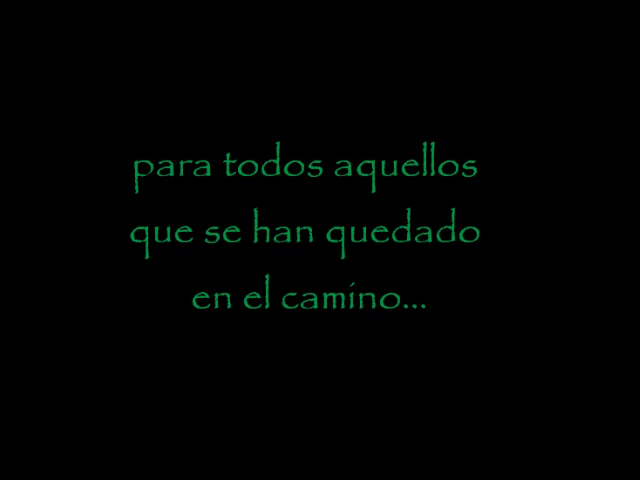 para todos aquellos
que se han quedado
en el camino...